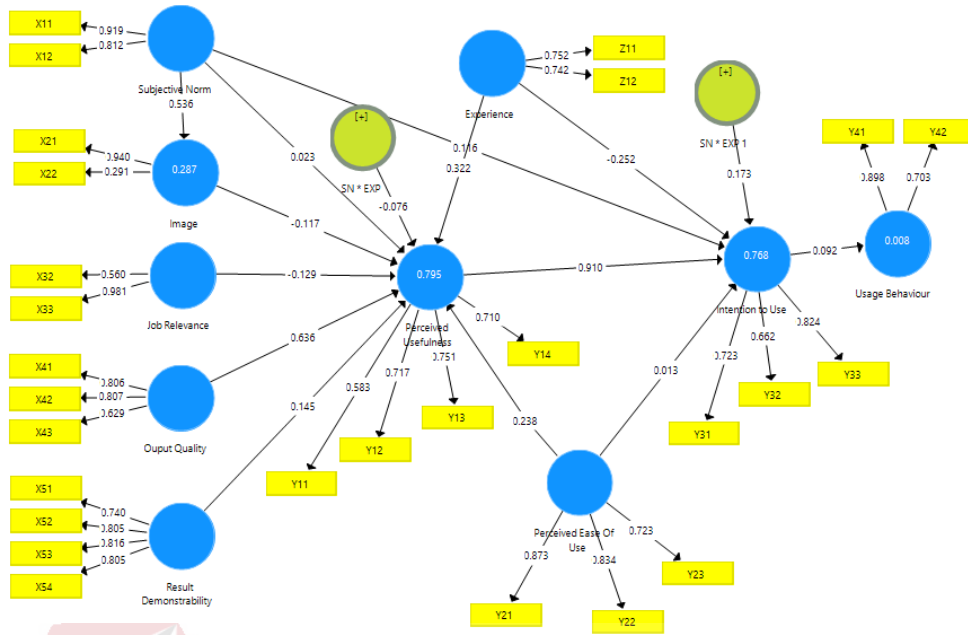 X11
0.919
X12
0.812
Subjective Norm
0.536
X21
0.940
X22
0.291
0.287
Image
0.023
[+]
SN * EXP
-0.076
-0.117
Experience
0.752
Z11
0.742
Z12
0.322
0.116
-0.252
[+]
SN * EXP 1
0.173
Y41
Y42
0.898
0.703
0.008
Usage Behaviour
0.092
0.768
Intention to Use
0.910
0.795
Perceived
Usefulness
X32
0.560
X33
0.981
Job Relevance
-0.129
0.636
0.145
X41
0.806
X42
0.807
X43
0.629
Ouput Quality
0.583
0.717
0.751
0.710
Y14
Y13
Y12
Y11
0.238
0.013
0.723
0.662
0.824
Y33
Y32
Y31
X51
0.740
X52
0.805
X53
0.816
X54
0.805
Result
Demonstrability
Perceived Ease Of
Use
0.873
0.834
0.723
Y23
Y21
Y22